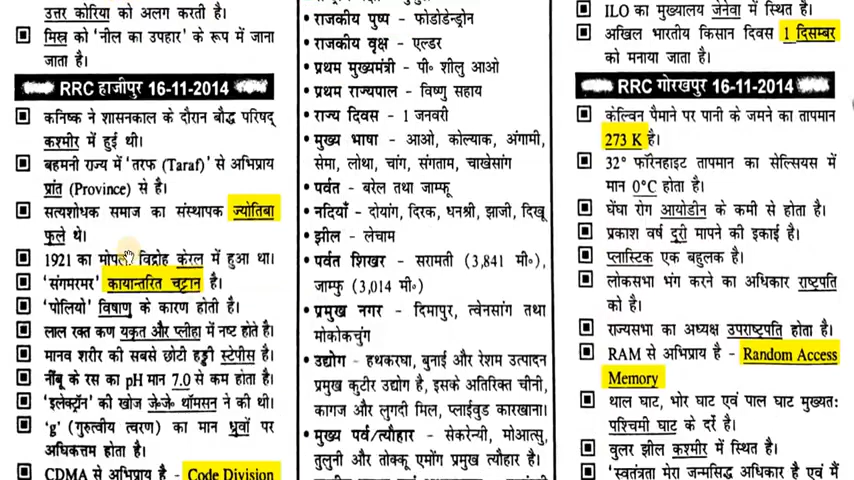 उत्तर कोरिया को अलग करती है।
मिस्र को 'नील का उपहार' के रूप में जाना
जाता है।
RRC हाजीपुर 16-11-2014
कनिष्क ने शासनकाल के दौरान बौद्ध परिषद्
कश्मीर में हुई थी।
बहमनी राज्य में 'तरफ (Taraf)' से अभिप्राय
प्रांत (Province) से है।
सत्यशोधक समाज का संस्थापक ज्योतिबा
फूले थे।
1921 का मोपला विद्रोह केरल में हुआ था।
'संगमरमर' कायान्तरित चट्टान है।
'पोलियो' विषाणु के कारण होती है।
लाल रक्त कण यकृत और प्लीहा में नष्ट होते है।
मानव शरीर की सबसे छोटी हड्डी स्टेपीस है।
नींबू के रस का pH मान 7.0 से कम होता है।
'इलेक्ट्रॉन' की खोज जे॰जे॰ थॉमसन ने की थी।
'g' (गुरुत्वीय त्वरण) का मान ध्रुवों पर
अधिकतम होता है।
CDMA से अभिप्राय है - Code Division
• राजकीय पुष्प – फोडोडेन्ड्रोन
• राजकीय वृक्ष – एल्डर
• प्रथम मुख्यमंत्री – पी॰ शीलु आओ
• प्रथम राज्यपाल – विष्णु सहाय
• राज्य दिवस – 1 जनवरी
• मुख्य भाषा – आओ, कोल्याक, अंगामी,
सेमा, लोथा, चांग, संगताम, चाखेसांग
• पर्वत – बरेल तथा जाम्फू
• नदियाँ – दोयांग, दिरक, धनश्री, झाजी, दिखू
• झील – लेचाम
• पर्वत शिखर – सरामती (3,841 मी॰),
जाम्फु (3,014 मी॰)
• प्रमुख नगर – दिमापुर, त्वेनसांग तथा
मोकोकचुंग
• उद्योग – हथकरघा, बुनाई और रेशम उत्पादन
प्रमुख कुटीर उद्योग है, इसके अतिरिक्त चीनी,
कागज और लुगदी मिल, प्लाईवुड कारखाना।
• मुख्य पर्व/त्यौहार – सेकरेन्यी, मोआत्सु,
तुलुनी और तोक्कू एमोंग प्रमुख त्यौहार है।
ILO का मुख्यालय जेनेवा में स्थित है।
अखिल भारतीय किसान दिवस 1 दिसम्बर
को मनाया जाता है।
RRC गोरखपुर 16-11-2014
केल्विन पैमाने पर पानी के जमने का तापमान
273 K है।
32° फॉरेनहाइट तापमान का सेल्सियस में
मान 0°C होता है।
घेंघा रोग आयोडीन के कमी से होता है।
प्रकाश वर्ष दूरी मापने की इकाई है।
प्लास्टिक एक बहुलक है।
लोकसभा भंग करने का अधिकार राष्ट्रपति
को है।
राज्यसभा का अध्यक्ष उपराष्ट्रपति होता है।
RAM से अभिप्राय है - Random Access
Memory
थाल घाट, भोर घाट एवं पाल घाट मुख्यतः
पश्चिमी घाट के दर्रे है।
वुलर झील कश्मीर में स्थित है।
'स्वतंत्रता मेरा जन्मसिद्ध अधिकार है एवं मैं